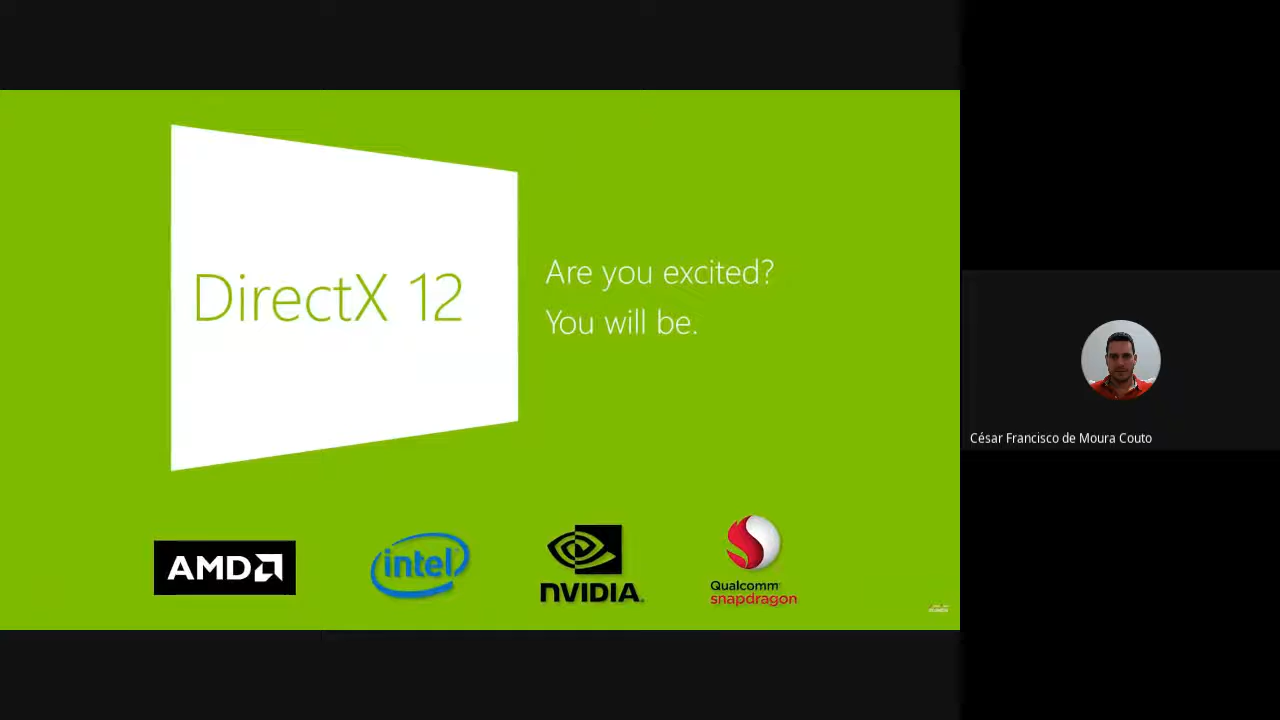 DirectX 12
Are you excited?
You will be.
AMD
intel
NVIDIA.
Qualcomm
snapdragon
César Francisco de Moura Couto